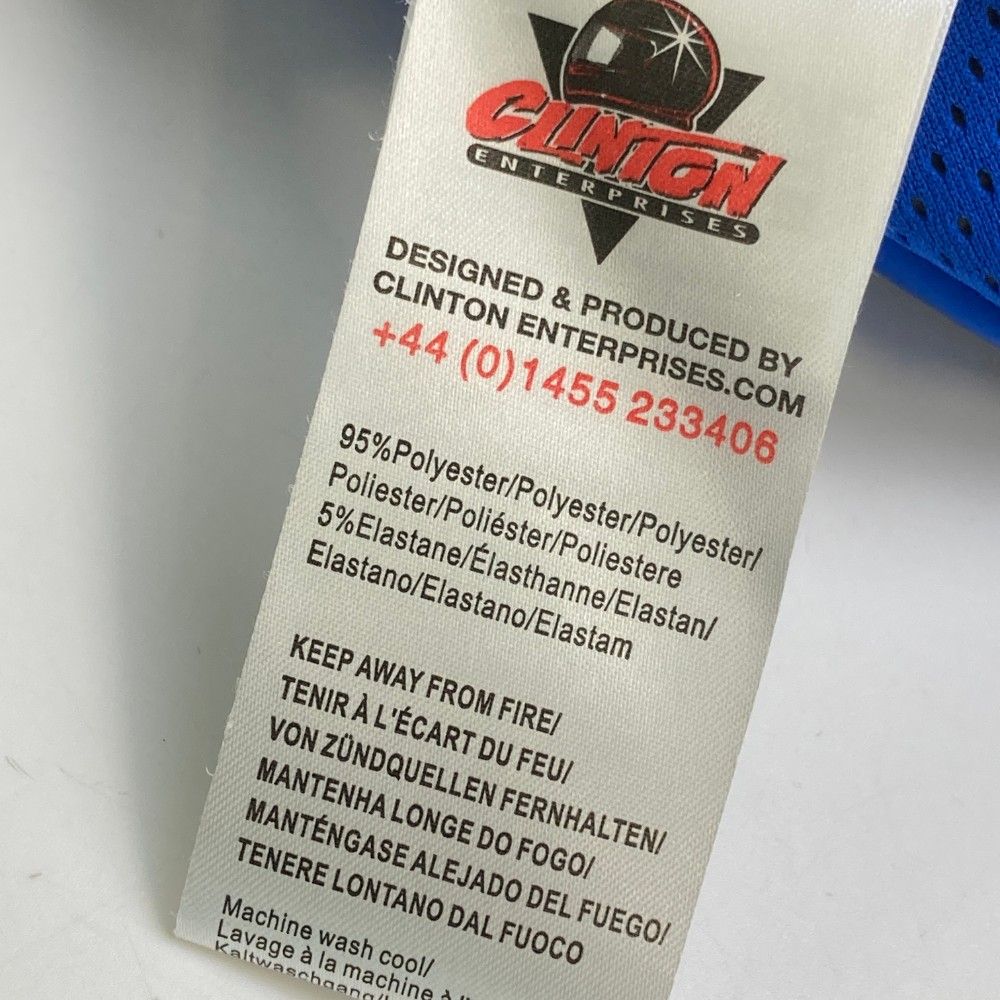 CLINTON
ENTERPRISES
DESIGNED & PRODUCED BY
CLINTON ENTERPRISES.COM
+44 (0)1455 233406
95%Polyester/Polyester/Polyester/
Poliester/Poliéster/Poliestere
5%Elastane/Élasthanne/Elastan/
Elastano/Elastano/Elastam
KEEP AWAY FROM FIRE/
TENIR À L'ÉCART DU FEU/
VON ZÜNDQUELLEN FERNHALTEN/
MANTENHA LONGE DO FOGO/
MANTÉNGASE ALEJADO DEL FUEGO/
TENERE LONTANO DAL FUOCO
Machine wash cool/
Lavage à la machine à
Kaltwaschgang/